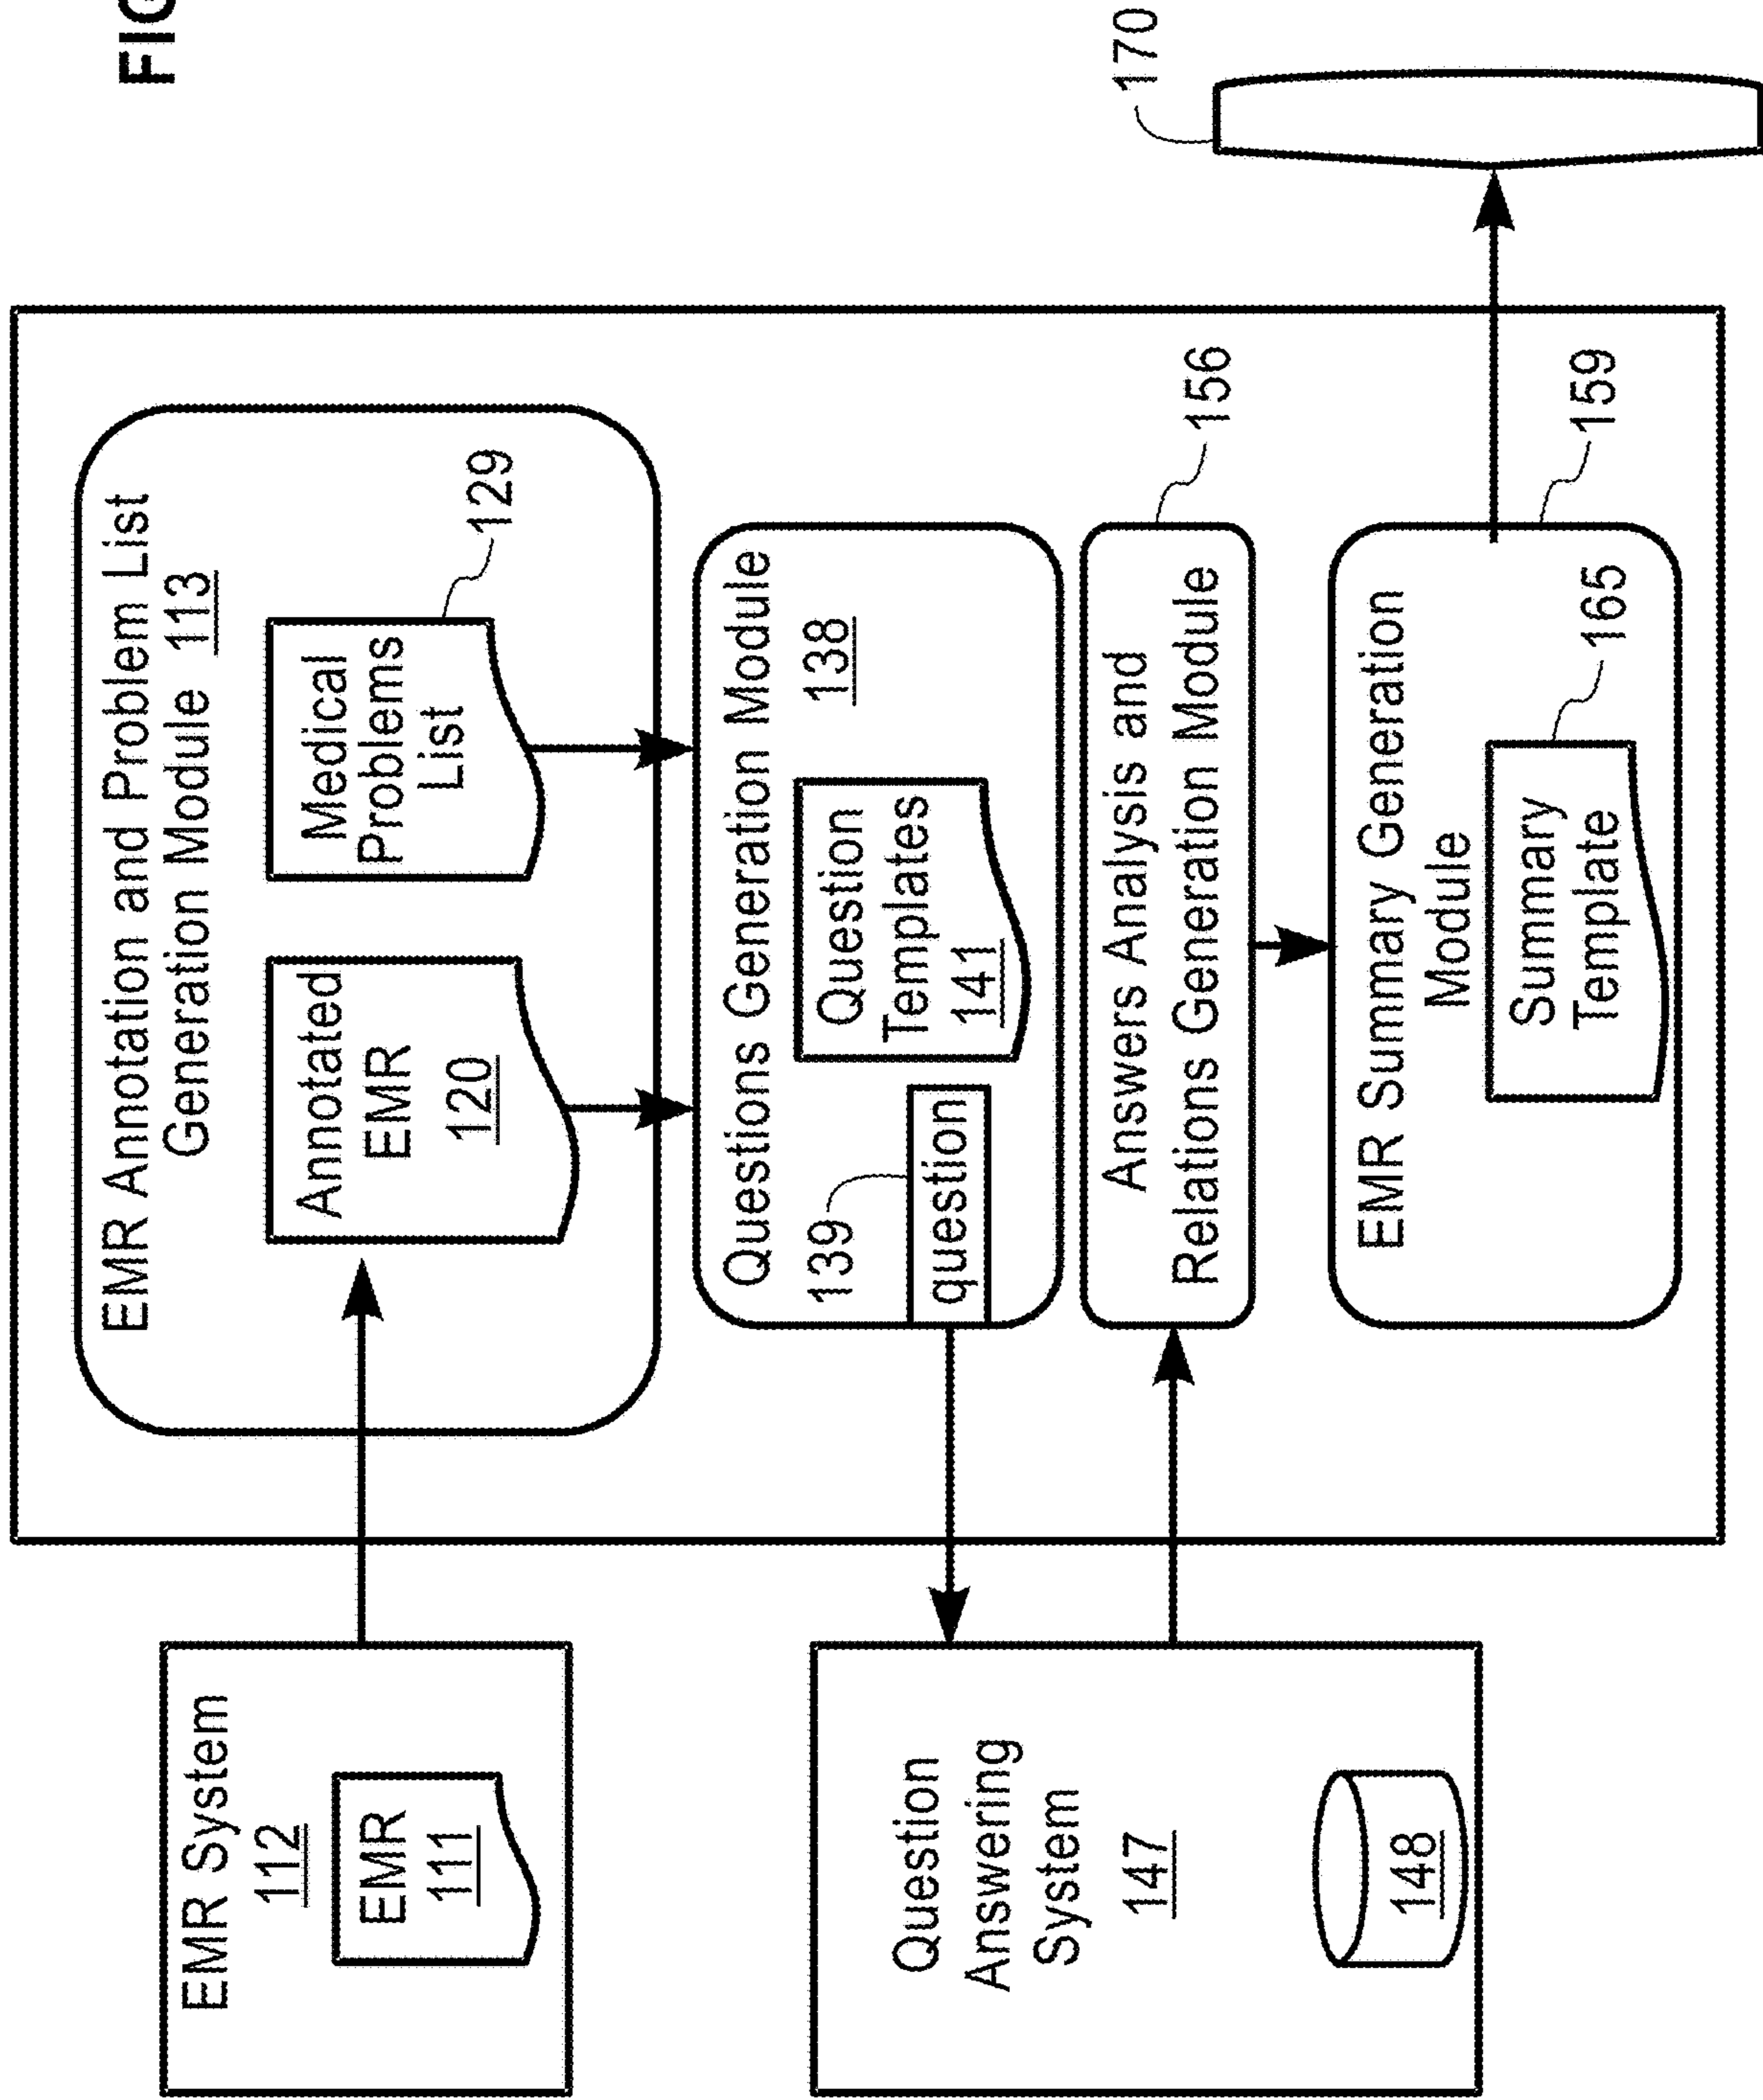 FIG
EMR System
112
EMR
111
EMR Annotation and Problem List
Generation Module 113
Annotated
EMR
120
Medical
Problems
List
129
Questions Generation Module
138
139
question
Question
Templates
141
Question
Answering
System
147
148
Answers Analysis and
Relations Generation Module
156
EMR Summary Generation
Module
159
Summary
Template
165
170